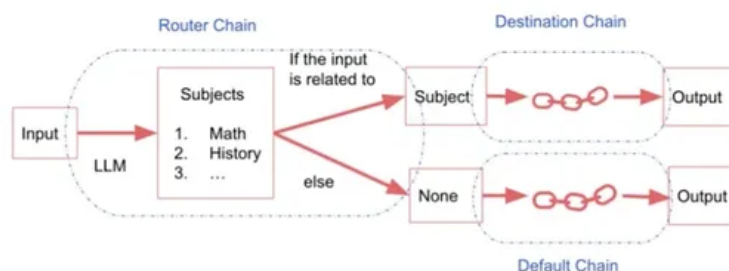 Router Chain
Destination Chain
If the input
is related to
Subjects
1. Math
2. History
3. ...
Input
LLM
else
Subject
Output
None
Output
Default Chain